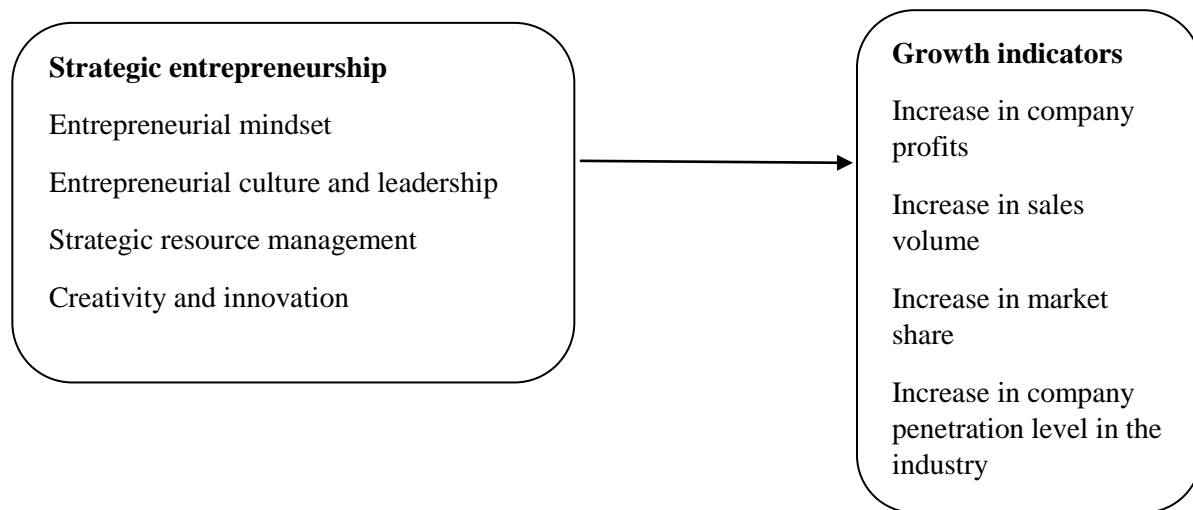 Strategic entrepreneurship
Entrepreneurial mindset
Entrepreneurial culture and leadership
Strategic resource management
Creativity and innovation
Growth indicators
Increase in company
profits
Increase in sales
volume
Increase in market
share
Increase in company
penetration level in the
industry